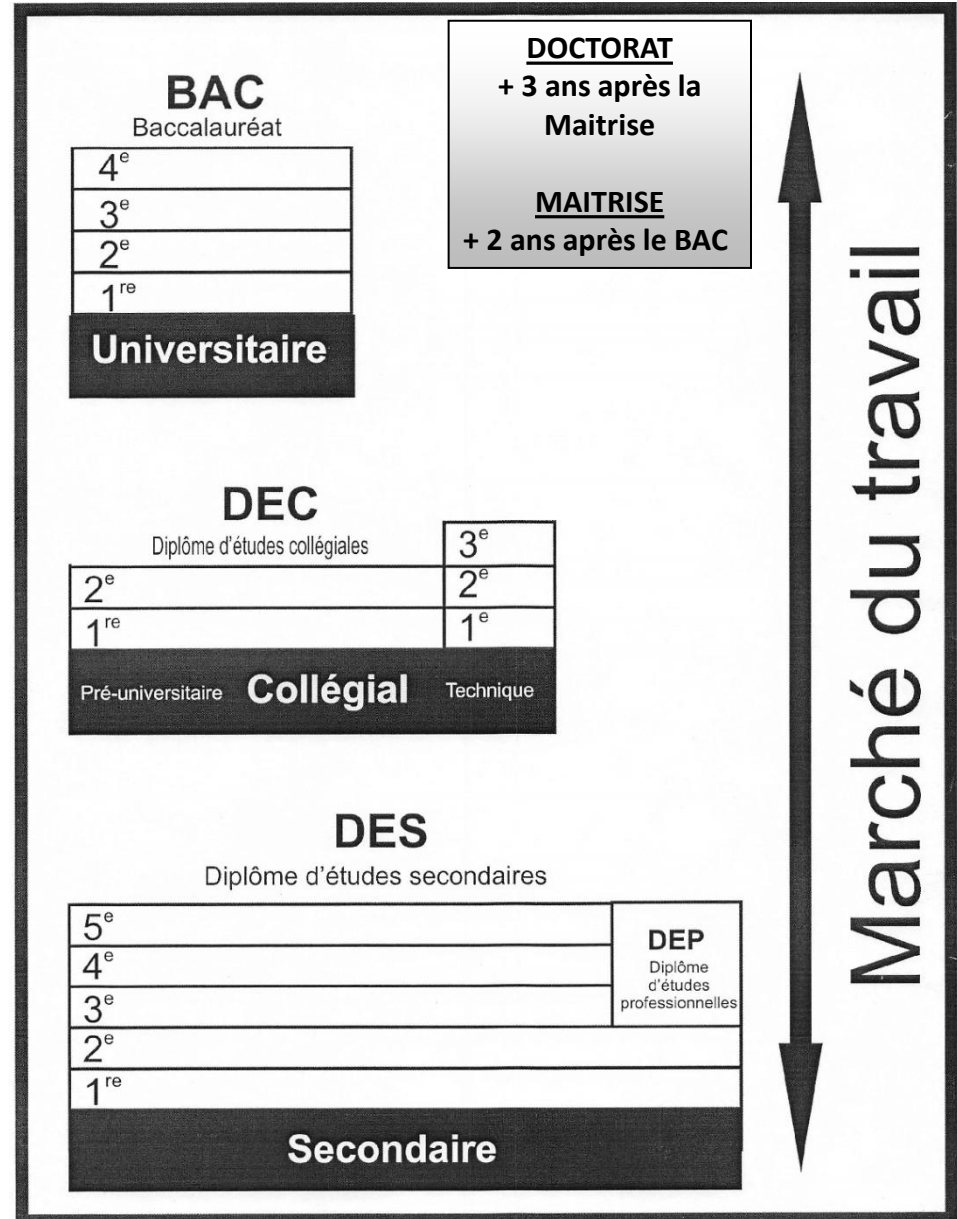 DOCTORAT
+ 3 ans après la
Maitrise
MAITRISE
+ 2 ans après le BAC
BAC
Baccalauréat
4e
3e
2e
1re
Universitaire
DEC
Diplôme d'études collégiales
2e
1re
3e
2e
1e
Pré-universitaire Collégial Technique
DES
Diplôme d'études secondaires
5e
4e
3e
2e
1re
DEP
Diplôme
d'études
professionnelles
Secondaire
Marché du travail